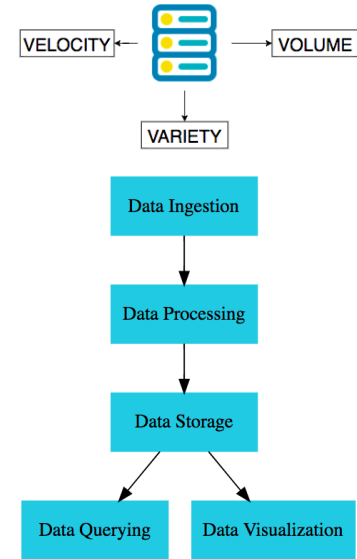 VELOCITY
VOLUME
VARIETY
Data Ingestion
Data Processing
Data Storage
Data Querying
Data Visualization